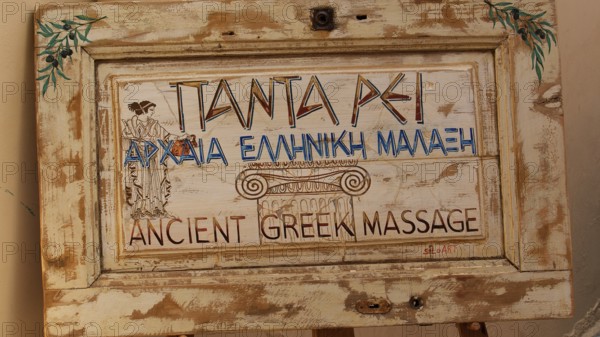 ΠΑΝΤΑ ΡΕΙ
ΑΡΧΑΙΑ ΕΛΛΗΝΙΚΗ ΜΑΛΑΞΗ
ANCIENT GREEK MASSAGE